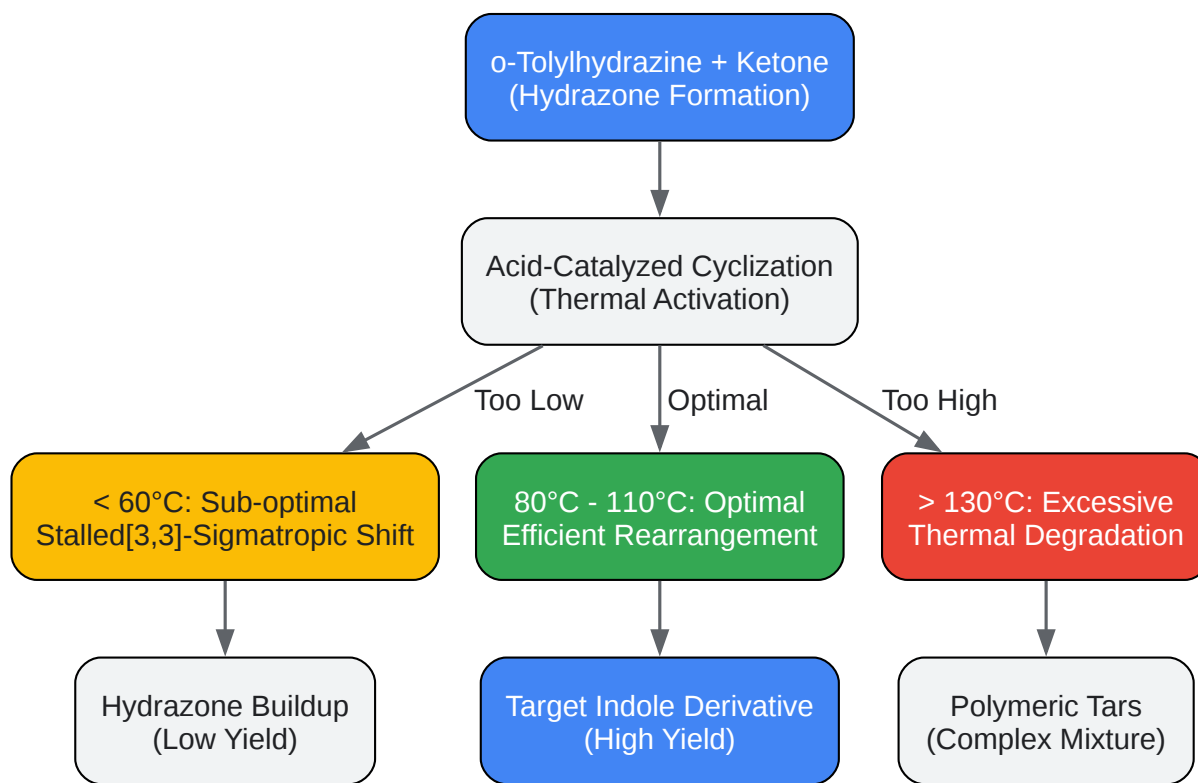 o-Tolylhydrazine + Ketone
(Hydrazone Formation)
Acid-Catalyzed Cyclization
(Thermal Activation)
Too Low
Optimal
Too High
< 60°C: Sub-optimal
Stalled[3,3]-Sigmatropic Shift
80°C - 110°C: Optimal
Efficient Rearrangement
> 130°C: Excessive
Thermal Degradation
Hydrazone Buildup
(Low Yield)
Target Indole Derivative
(High Yield)
Polymeric Tars
(Complex Mixture)